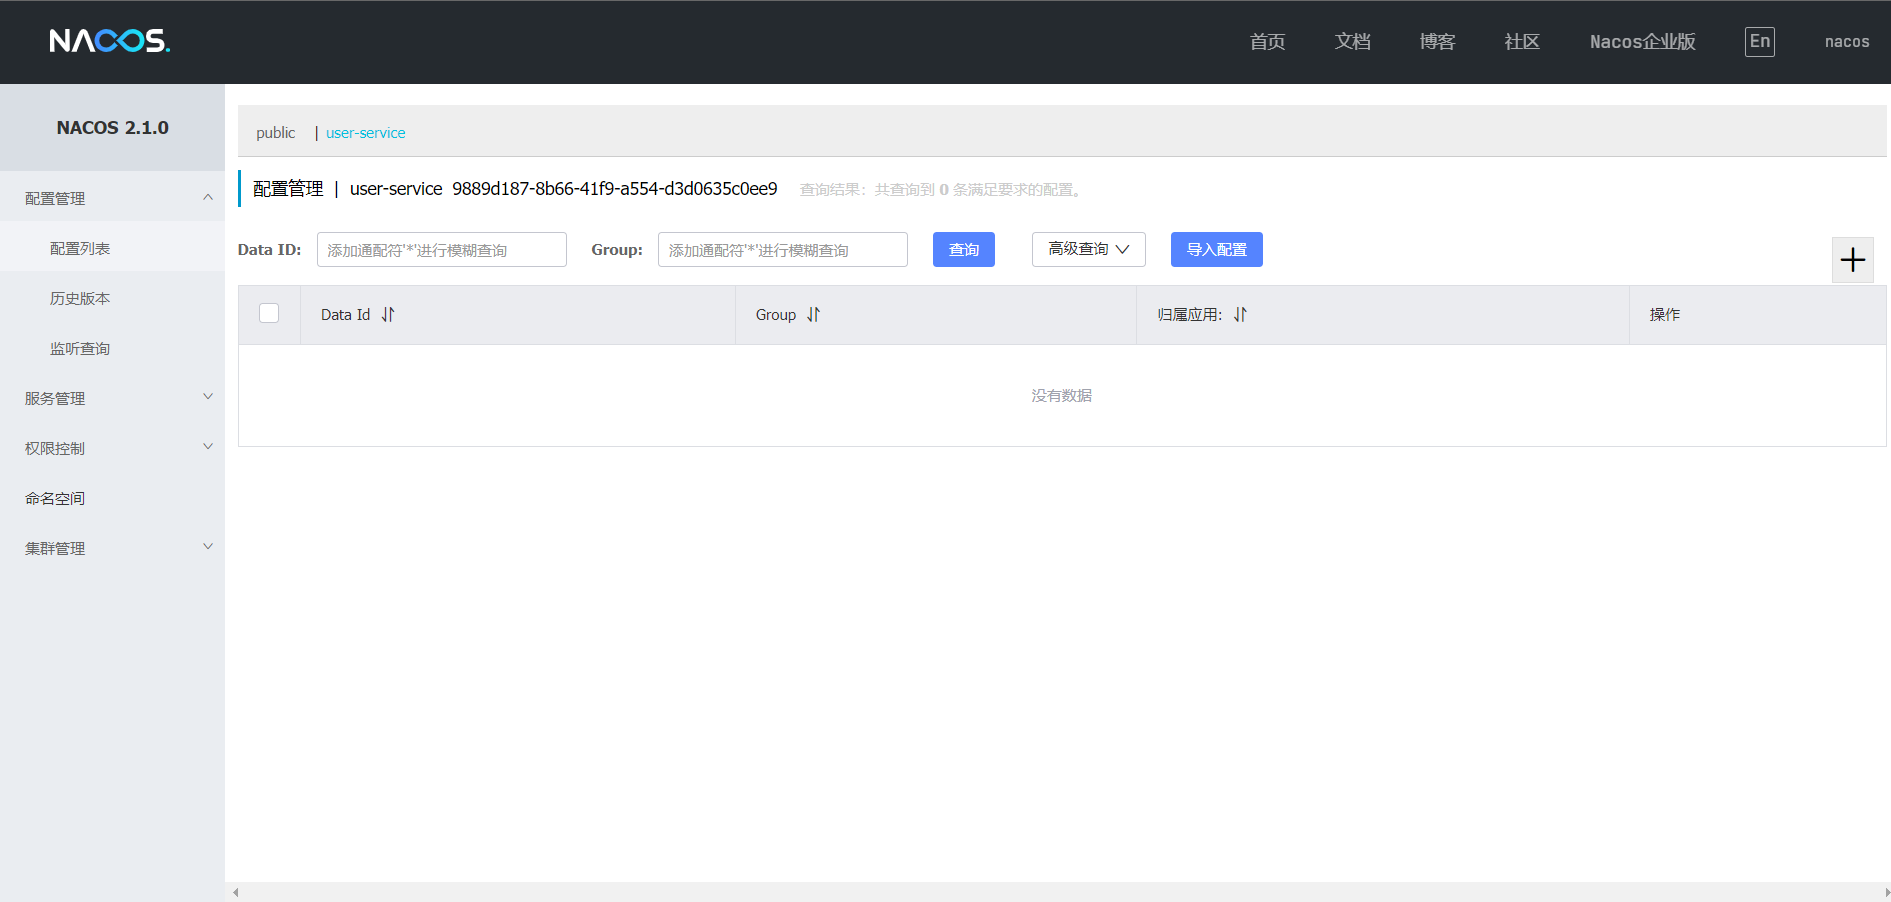 NACOS.
首页 文档 博客 社区 Nacos企业版 En nacos
NACOS 2.1.0
配置管理
配置列表
历史版本
监听查询
服务管理
权限控制
命名空间
集群管理
public | user-service
配置管理 | user-service 9889d187-8b66-41f9-a554-d3d0635c0ee9 查询结果：共查询到 0 条满足要求的配置。
Data ID: 添加通配符'*'进行模糊查询 Group: 添加通配符'*'进行模糊查询 查询 高级查询 导入配置
Data Id Group 归属应用: 操作
没有数据